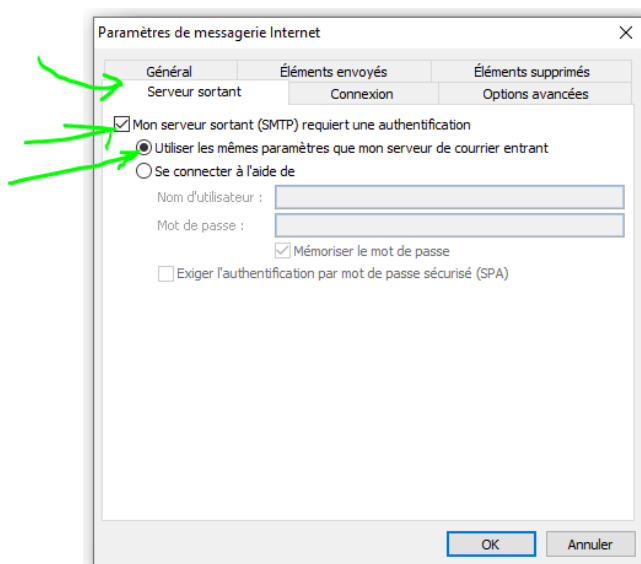 Paramètres de messagerie Internet
Général Éléments envoyés Éléments supprimés
Serveur sortant Connexion Options avancées
Mon serveur sortant (SMTP) requiert une authentification
Utiliser les mêmes paramètres que mon serveur de courrier entrant
Se connecter à l'aide de
Nom d'utilisateur :
Mot de passe :
Mémoriser le mot de passe
Exiger l'authentification par mot de passe sécurisé (SPA)
OK Annuler